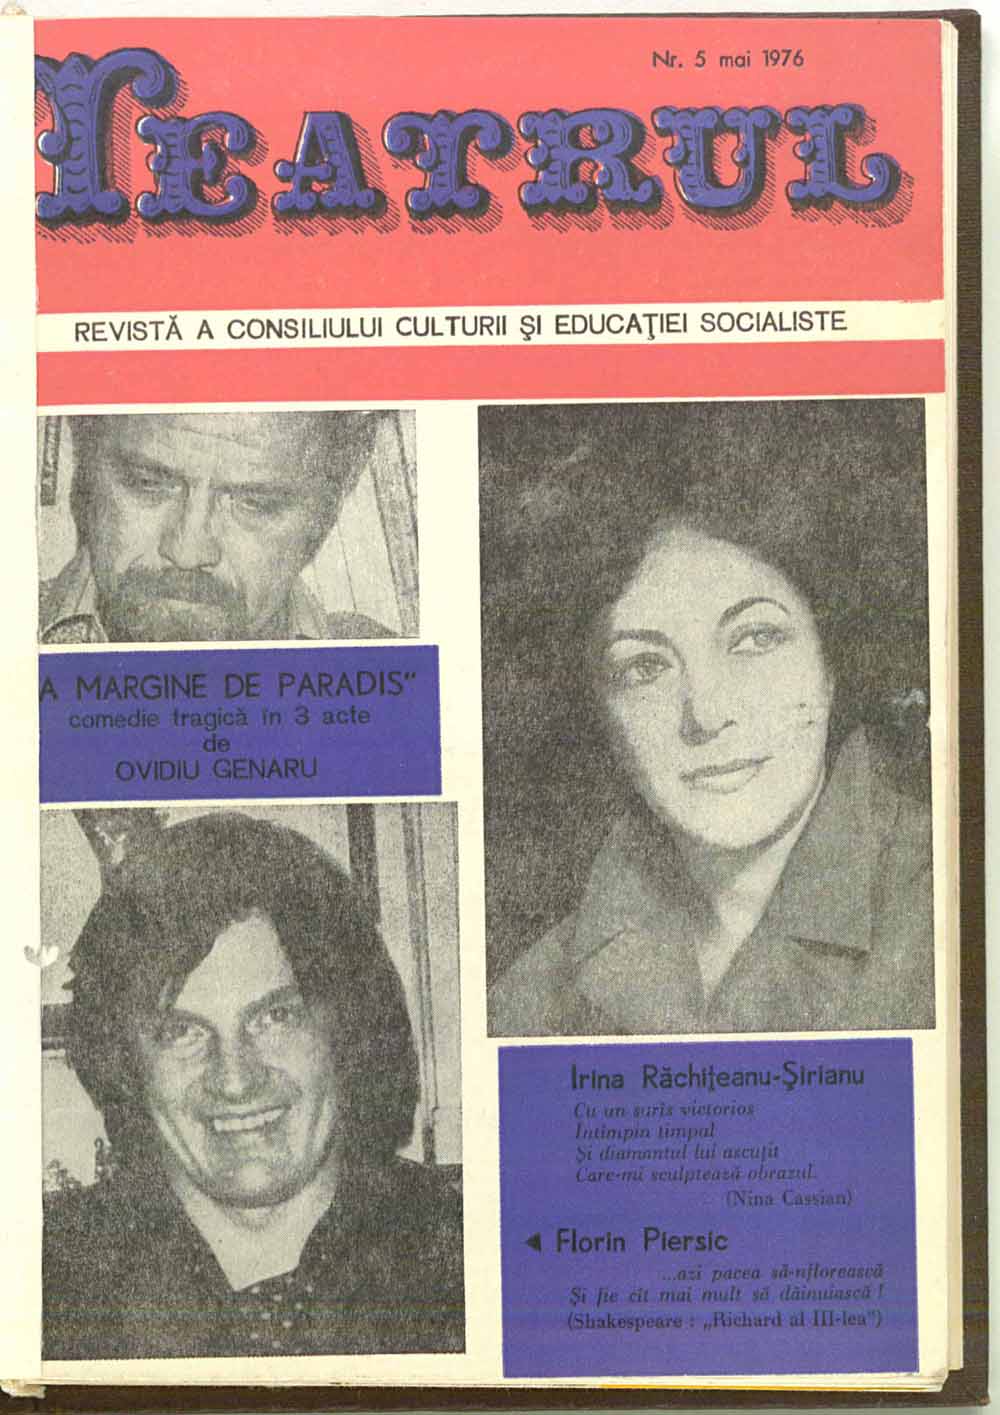 Nr. 5 mai 1976
TEATRUL
REVISTĂ A CONSILIULUI CULTURII ŞI EDUCAŢIEI SOCIALISTE
A MARGINE DE PARADIS“
comedie tragică în 3 acte
de
OVIDIU GENARU
Irina Răchiţeanu-Şirianu
Cu un surîs victorios
Întîmpin timpul
Şi diamantul lui ascuţit
Care-mi sculptează obrazul.
(Nina Cassian)
◄ Florin Piersic
...azi pacea să-nflorească
Şi fie cît mai mult să dăinuiască !
(Shakespeare : „Richard al III-lea”)